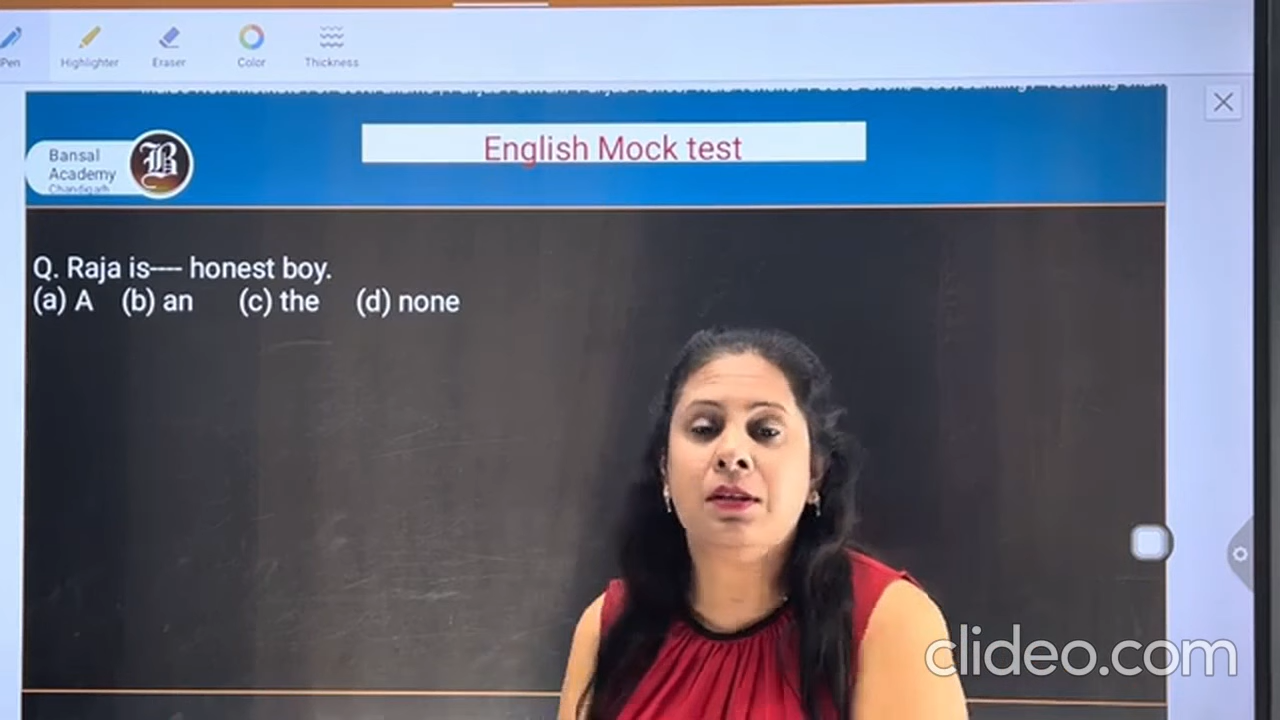 Pen
Highlighter
Eraser
Color
Thickness
English Mock test
Bansal
Academy
Chandigarh
B
Q. Raja is---- honest boy.
(a) A (b) an (c) the (d) none
clideo.com